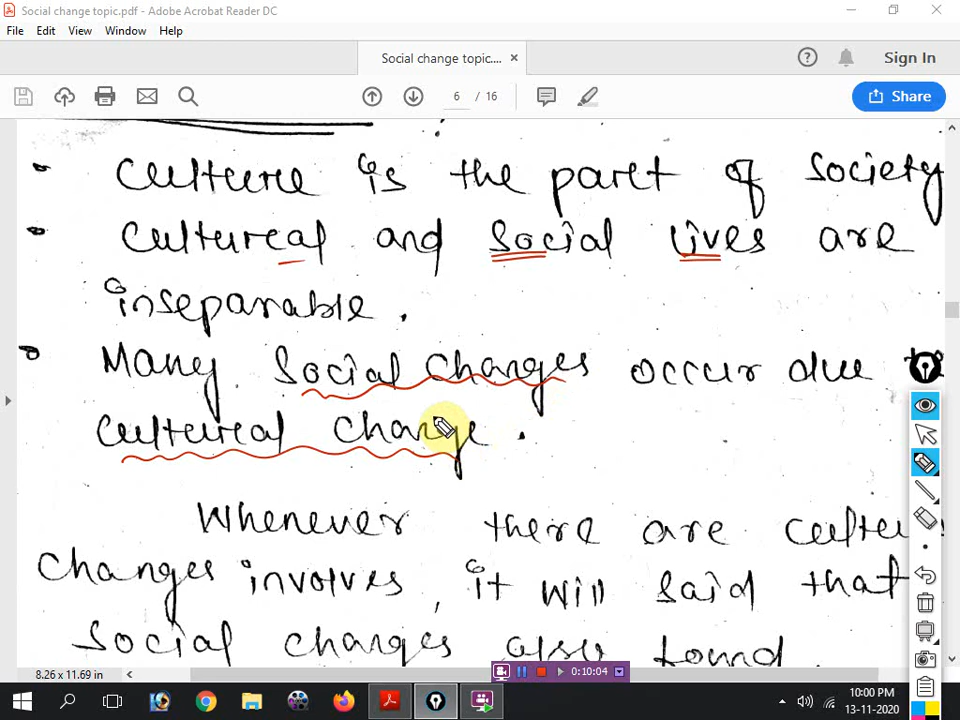 Social change topic.pdf - Adobe Acrobat Reader DC
File Edit View Window Help
Social change topic.... ×
Sign In
6 / 16
Share
• Culture is the part of Society
• Cultural and Social lives are
inseparable.
• Many Social Changes occur due to
cultural change.
Whenever there are
changes involves, it will said that
Social changes also found.
8.26 x 11.69 in
0:10:04
10:00 PM
13-11-2020